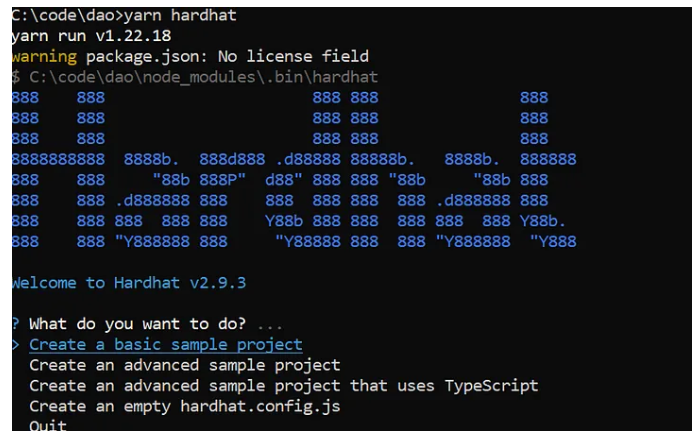 C:\code\dao>yarn hardhat
yarn run v1.22.18
warning package.json: No license field
$ C:\code\dao\node_modules\.bin\hardhat
888    888                      888 888               888
888    888                      888 888               888
888    888                      888 888               888
8888888888  8888b.  888d888 .d88888 88888b.   8888b.  888888
888    888     "88b 888P"  d88" 888 888 "88b     "88b 888
888    888 .d888888 888    888  888 888  888 .d888888 888
888    888 888  888 888    Y88b 888 888  888 888  888 Y88b.
888    888 "Y888888 888     "Y88888 888  888 "Y888888  "Y888
Welcome to Hardhat v2.9.3
? What do you want to do? ...
> Create a basic sample project
Create an advanced sample project
Create an advanced sample project that uses TypeScript
Create an empty hardhat.config.js
Quit